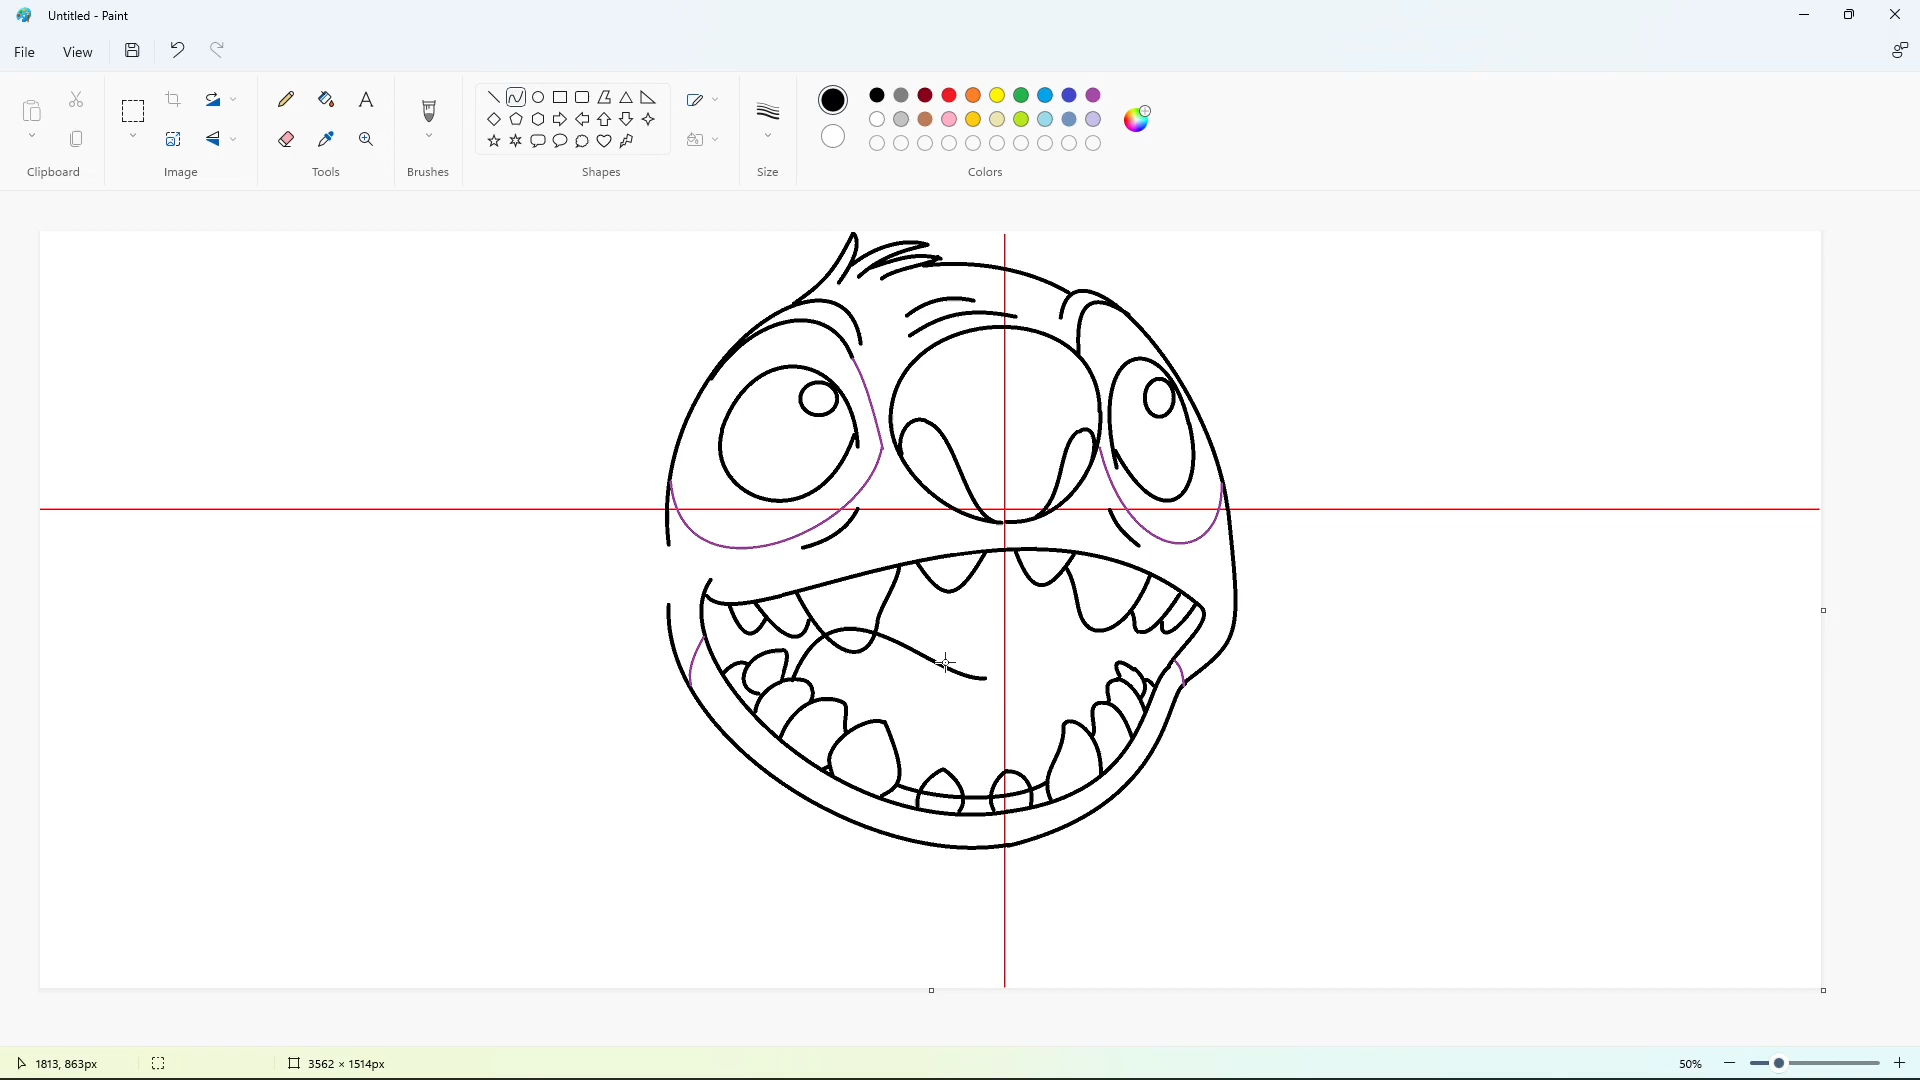 Untitled - Paint
File View
Clipboard Image Tools Brushes Shapes Size Colors
1813, 863px 3562 × 1514px 50%